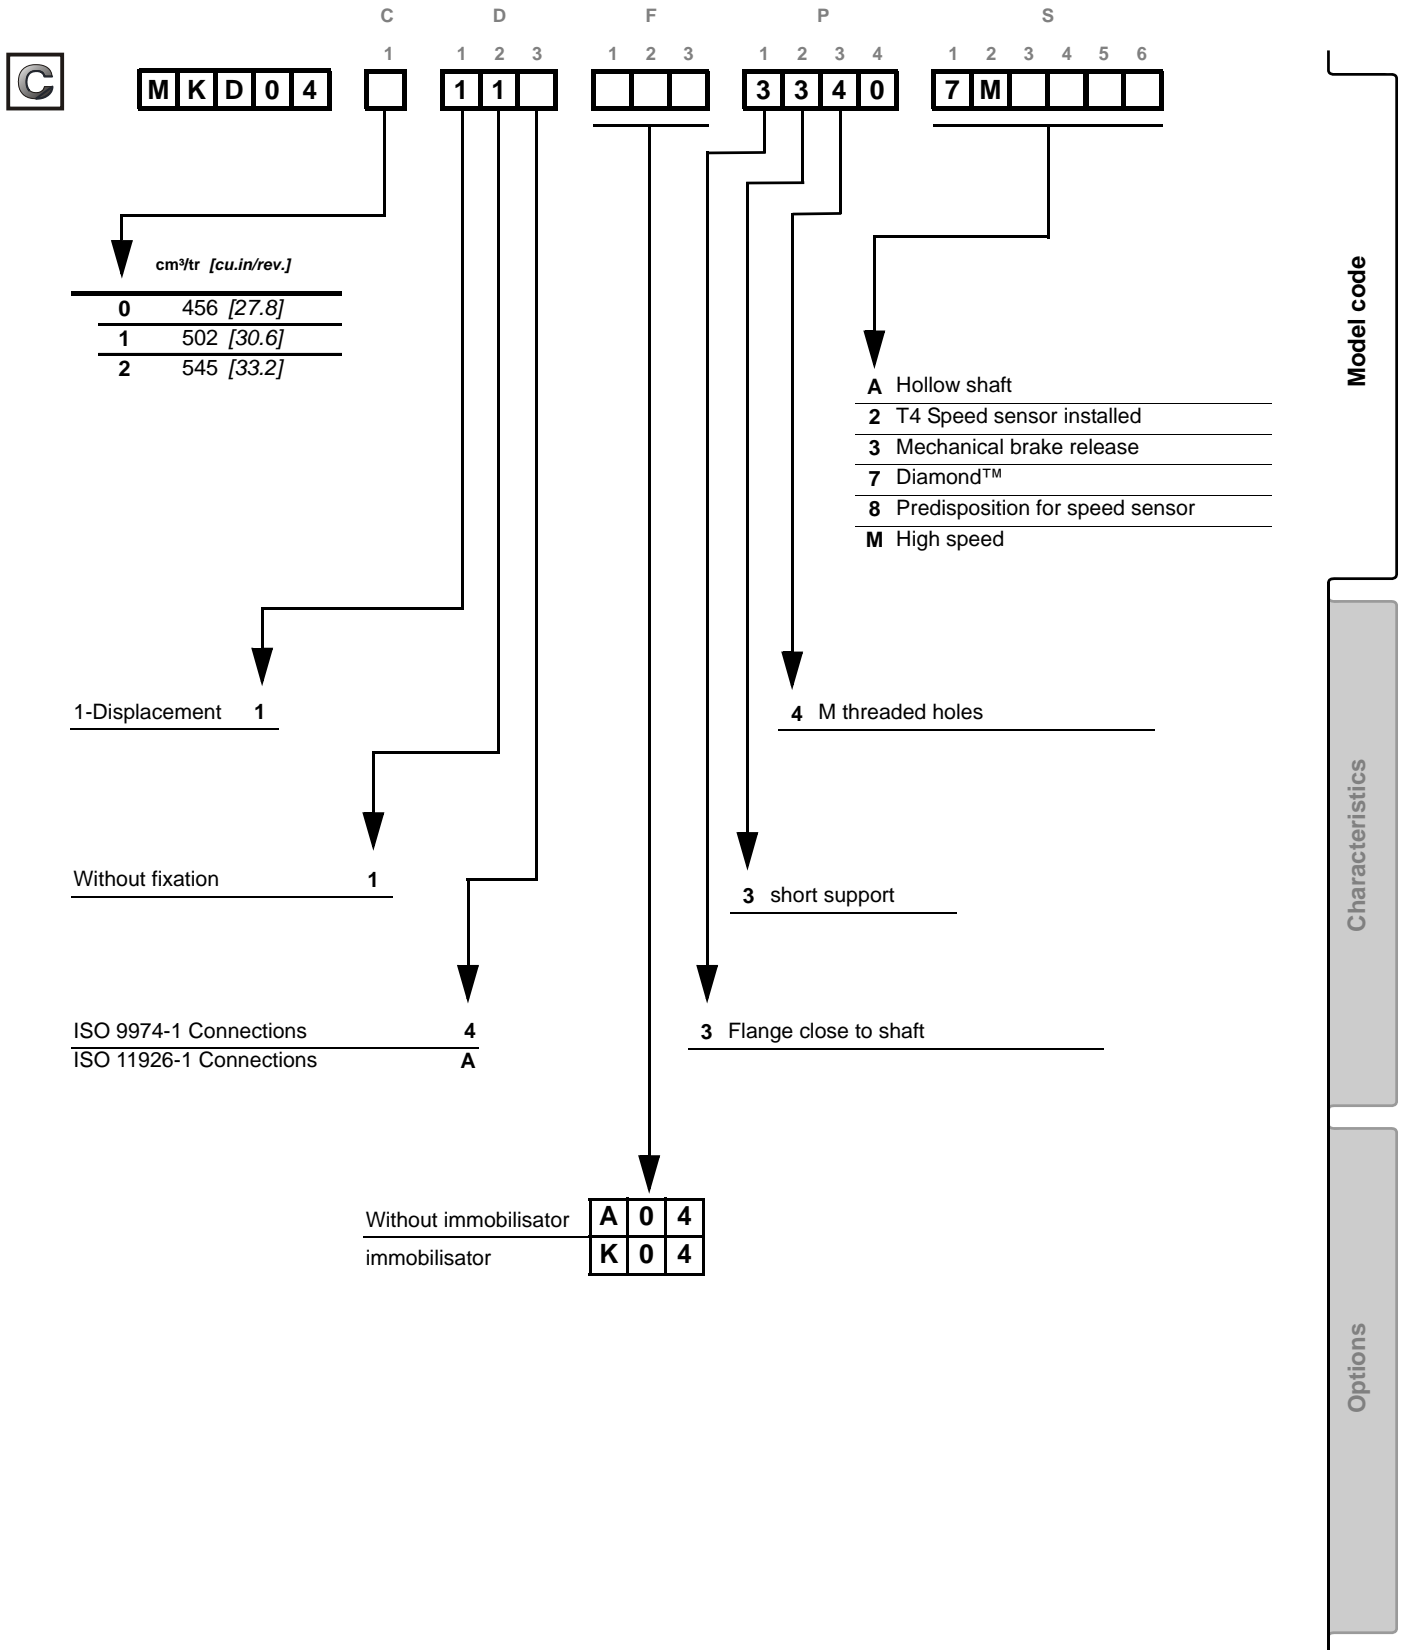 C D F P S
1 1 2 3 1 2 3 1 2 3 4 1 2 3 4 5 6
C M K D 0 4 1 1 3 3 4 0 7 M
cm³/tr [cu.in/rev.]
0 456 [27.8]
1 502 [30.6]
2 545 [33.2]
A Hollow shaft
2 T4 Speed sensor installed
3 Mechanical brake release
7 Diamond™
8 Predisposition for speed sensor
M High speed
1-Displacement 1
4 M threaded holes
Without fixation 1
3 short support
ISO 9974-1 Connections 4
ISO 11926-1 Connections A
3 Flange close to shaft
Without immobilisator A 0 4
immobilisator K 0 4
Model code
Characteristics
Options